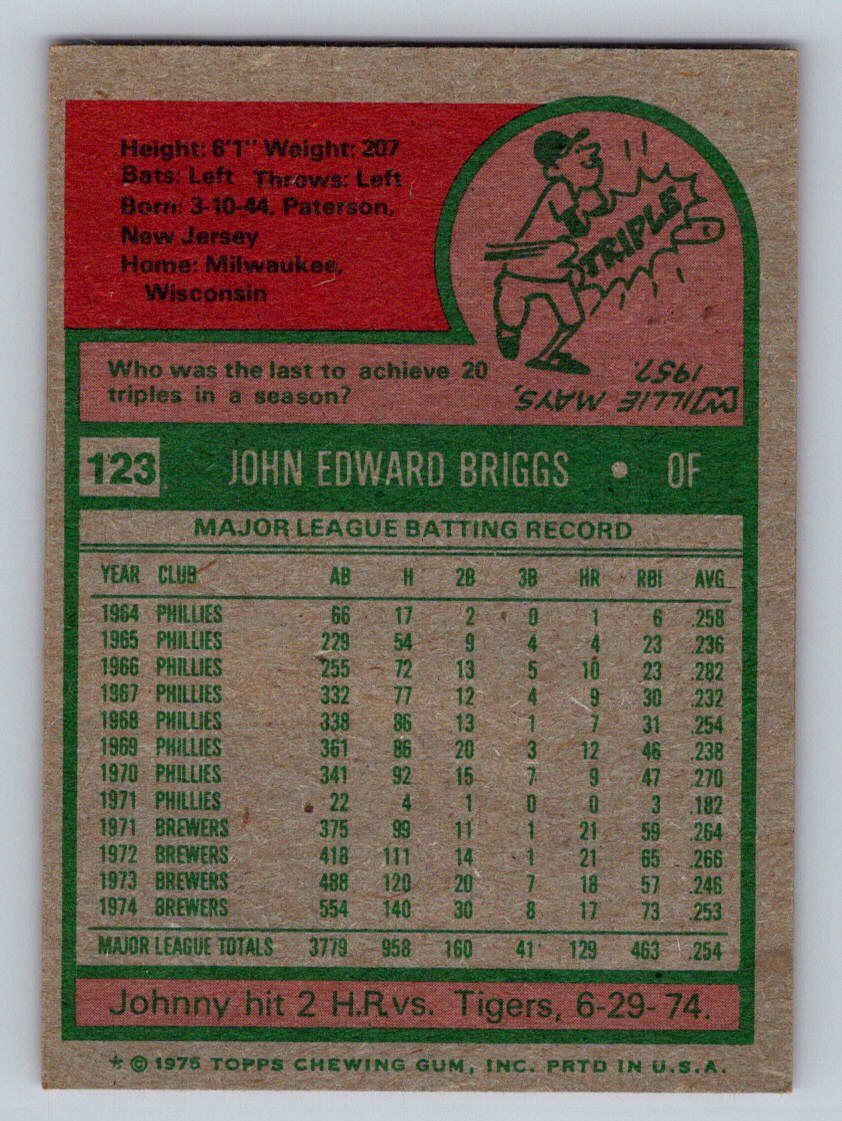 Height: 6'1" Weight: 207
Bats: Left Throws: Left
Born: 3-10-44, Paterson,
New Jersey
Home: Milwaukee,
Wisconsin
TRIPLE
Who was the last to achieve 20
triples in a season?
WILLIE MAYS,
1957.
123 JOHN EDWARD BRIGGS • OF
MAJOR LEAGUE BATTING RECORD
YEAR CLUB AB H 2B 3B HR RBI AVG
1964 PHILLIES 66 17 2 0 1 6 .258
1965 PHILLIES 229 54 9 4 4 23 .236
1966 PHILLIES 255 72 13 5 10 23 .282
1967 PHILLIES 332 77 12 4 9 30 .232
1968 PHILLIES 338 86 13 1 7 31 .254
1969 PHILLIES 361 86 20 3 12 46 .238
1970 PHILLIES 341 92 15 7 9 47 .270
1971 PHILLIES 22 4 1 0 0 3 .182
1971 BREWERS 375 99 11 1 21 59 .264
1972 BREWERS 418 111 14 1 21 65 .266
1973 BREWERS 488 120 20 7 18 57 .246
1974 BREWERS 554 140 30 8 17 73 .253
MAJOR LEAGUE TOTALS 3779 958 160 41 129 463 .254
Johnny hit 2 H.R. vs. Tigers, 6-29-74.
* © 1975 TOPPS CHEWING GUM, INC. PRTD IN U.S.A.